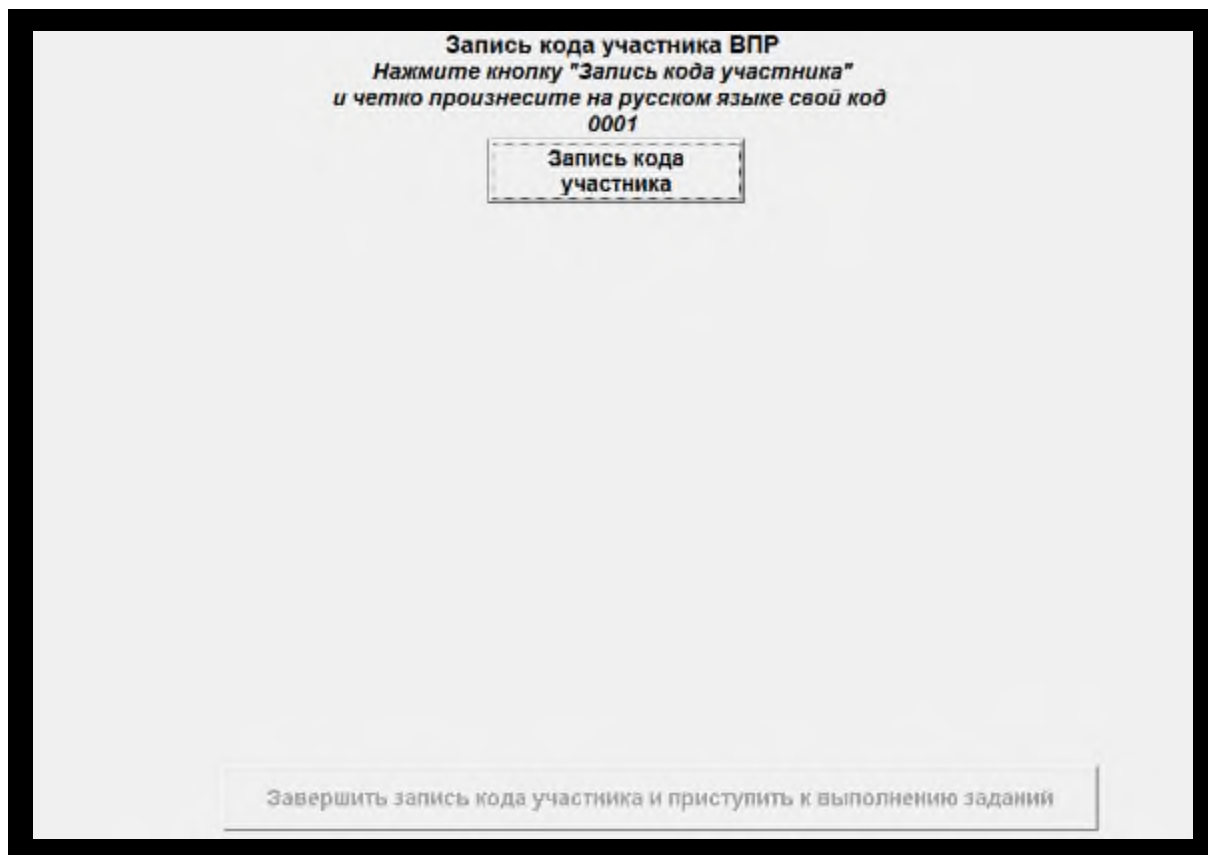 Запись кода участника ВПР
Нажмите кнопку "Запись кода участника"
и четко произнесите на русском языке свой код
0001
Запись кода
участника
Завершить запись кода участника и приступить к выполнению заданий